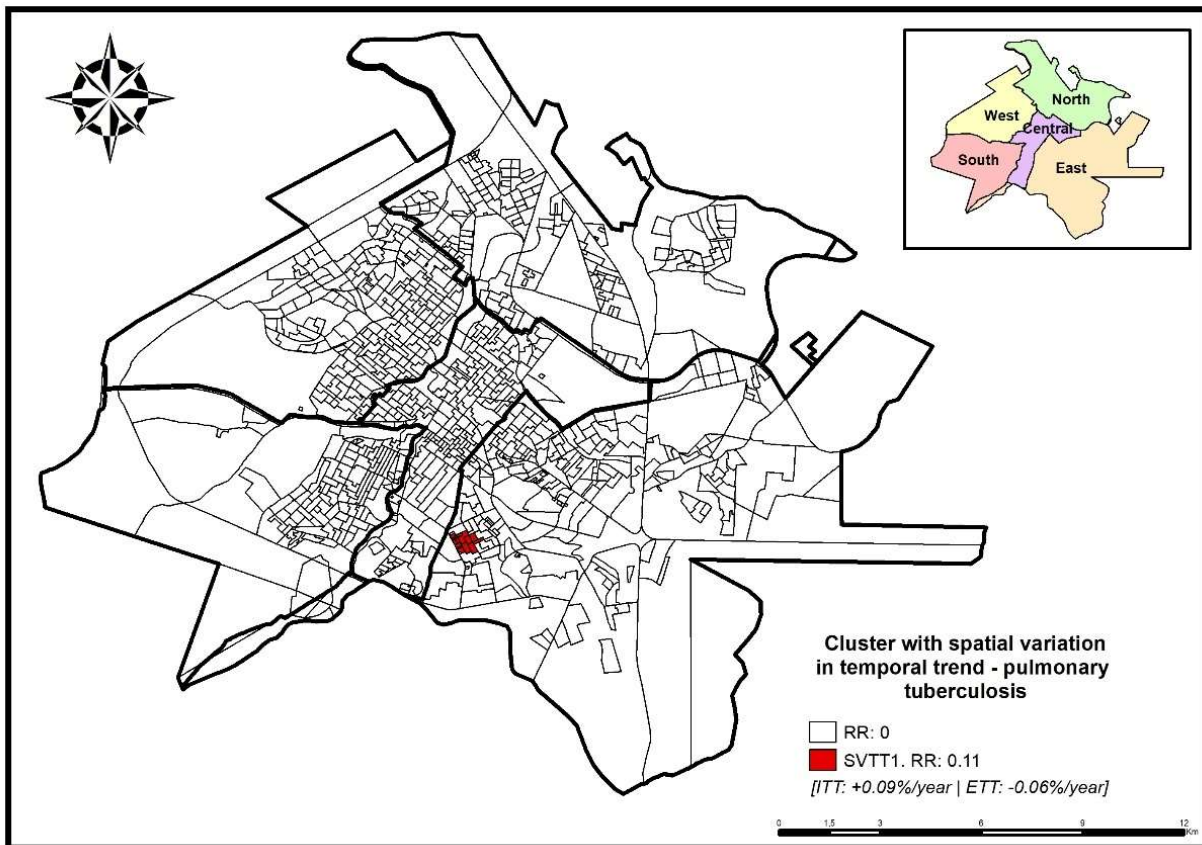 North
West
Central
South
East
Cluster with spatial variation
in temporal trend - pulmonary
tuberculosis
RR: 0
SVTT1. RR: 0.11
[ITT: +0.09%/year | ETT: -0.06%/year]
0 1,5 3 6 9 12
Km